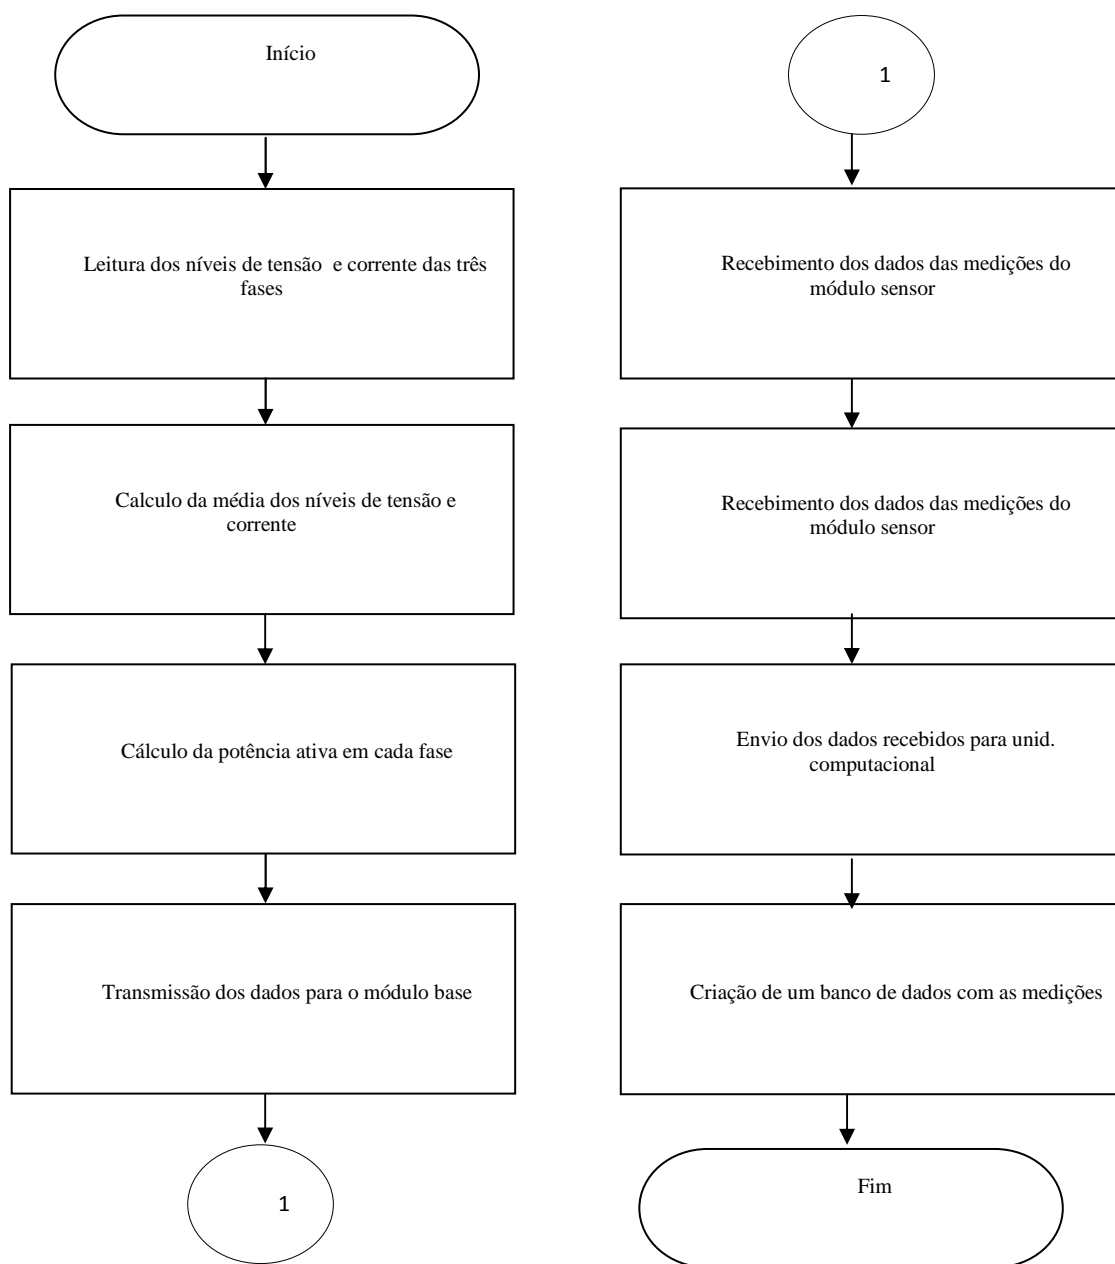 Início
Leitura dos níveis de tensão e corrente das três
fases
Calculo da média dos níveis de tensão e
corrente
Cálculo da potência ativa em cada fase
Transmissão dos dados para o módulo base
1
1
Recebimento dos dados das medições do
módulo sensor
Recebimento dos dados das medições do
módulo sensor
Envio dos dados recebidos para unid.
computacional
Criação de um banco de dados com as medições
Fim